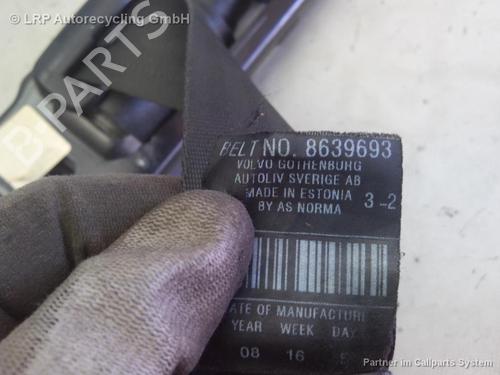 © LRP Autorecycling GmbH
B-PARTS
BELT NO. 8639693
VOLVO GOTHENBURG
AUTOLIV SVERIGE AB
MADE IN ESTONIA 3-2
BY AS NORMA
DATE OF MANUFACTURE
YEAR WEEK DAY
08 16
Partner im Callparts System